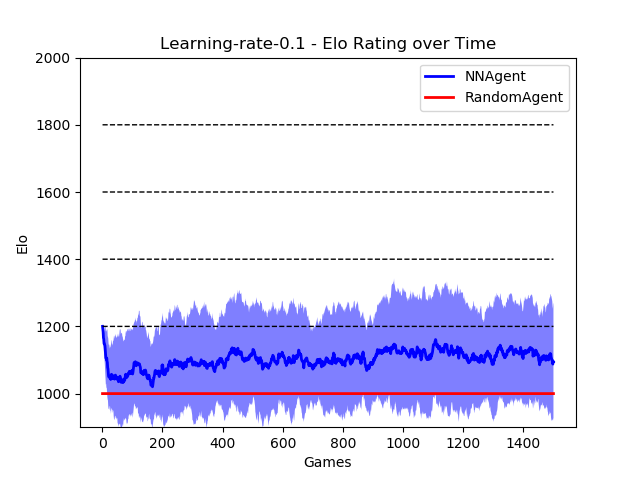 Learning-rate-0.1 - Elo Rating over Time
NNAgent
RandomAgent
2000
1800
1600
1400
1200
1000
Elo
0 200 400 600 800 1000 1200 1400
Games